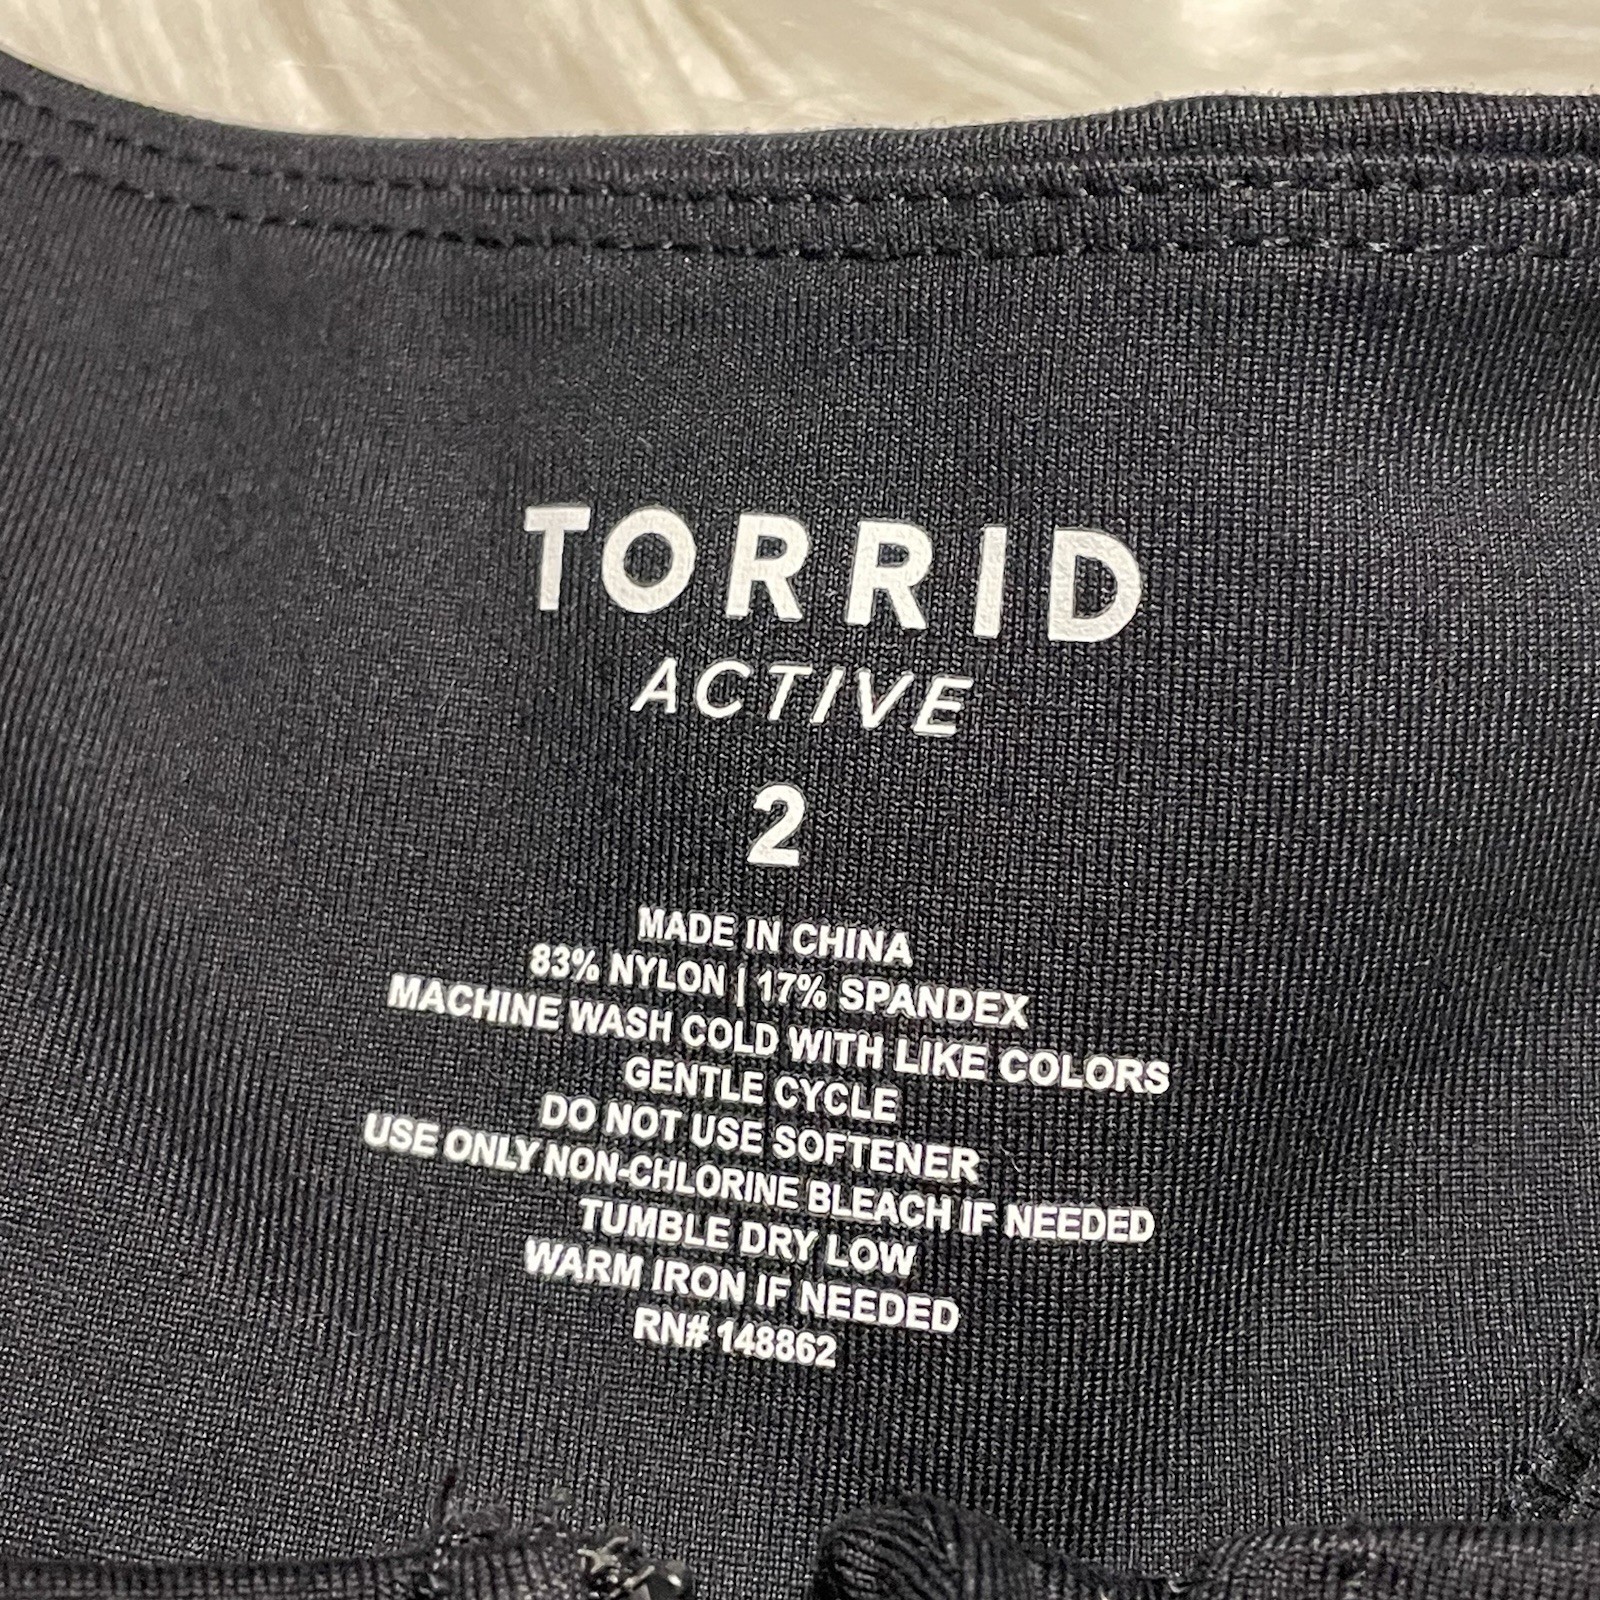 TORRID
ACTIVE
2
MADE IN CHINA
83% NYLON | 17% SPANDEX
MACHINE WASH COLD WITH LIKE COLORS
GENTLE CYCLE
DO NOT USE SOFTENER
USE ONLY NON-CHLORINE BLEACH IF NEEDED
TUMBLE DRY LOW
WARM IRON IF NEEDED
RN# 148862